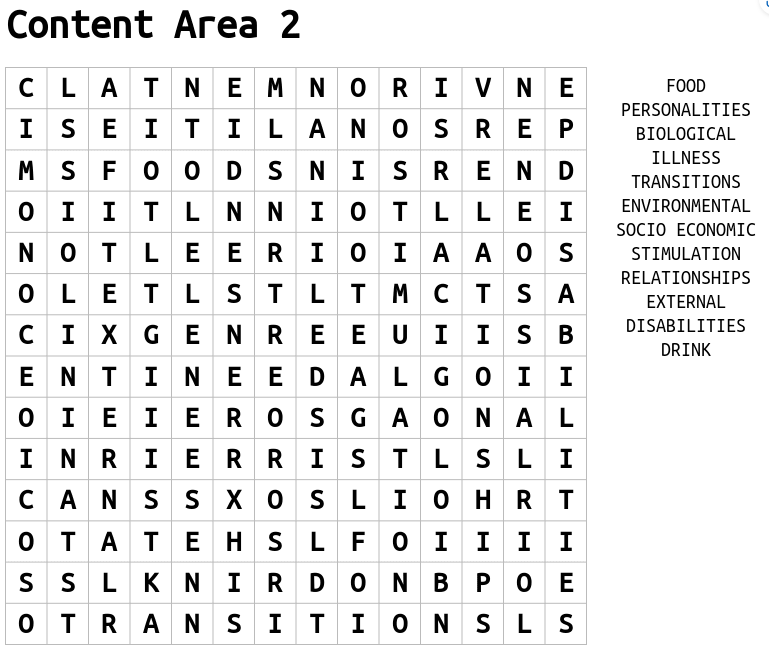 Content Area 2
C L A T N E M N O R I V N E
I S E I T I L A N O S R E P
M S F O O D S N I S R E N D
O I I T L N N I O T L L E I
N O T L E E R I O I A A O S
O L E T L S T L T M C T S A
C I X G E N R E E U I I S B
E N T I N E E D A L G O I I
O I E I E R O S G A O N A L
I N R I E R R I S T L S L I
C A N S S X O S L I O H R T
O T A T E H S L F O I I I I
S S L K N I R D O N B P O E
O T R A N S I T I O N S L S
FOOD
PERSONALITIES
BIOLOGICAL
ILLNESS
TRANSITIONS
ENVIRONMENTAL
SOCIO ECONOMIC
STIMULATION
RELATIONSHIPS
EXTERNAL
DISABILITIES
DRINK